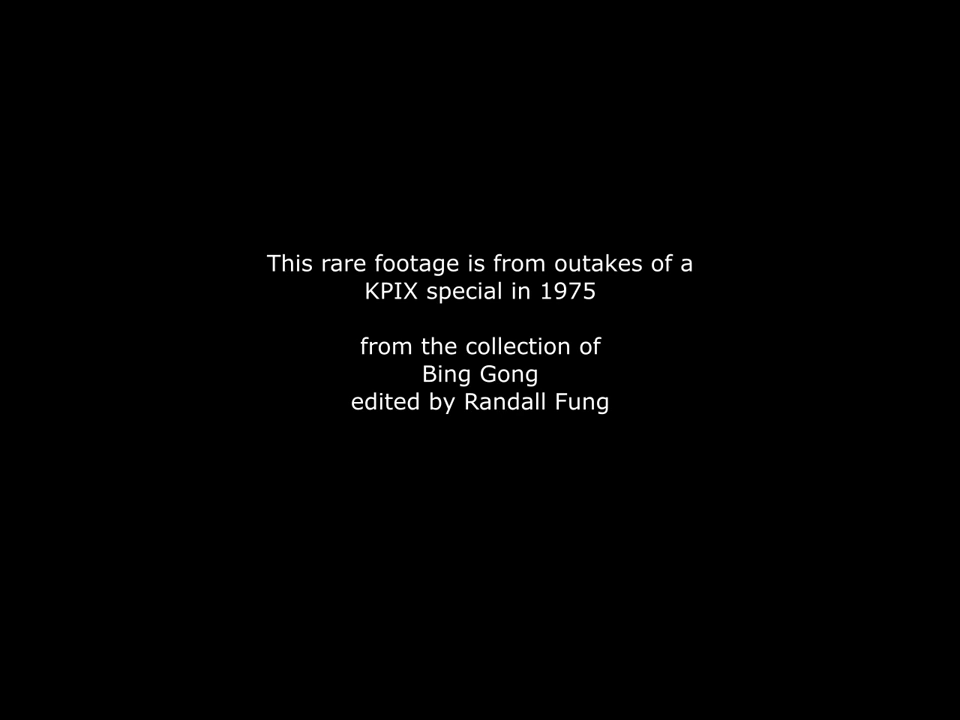 This rare footage is from outakes of a
KPIX special in 1975
from the collection of
Bing Gong
edited by Randall Fung